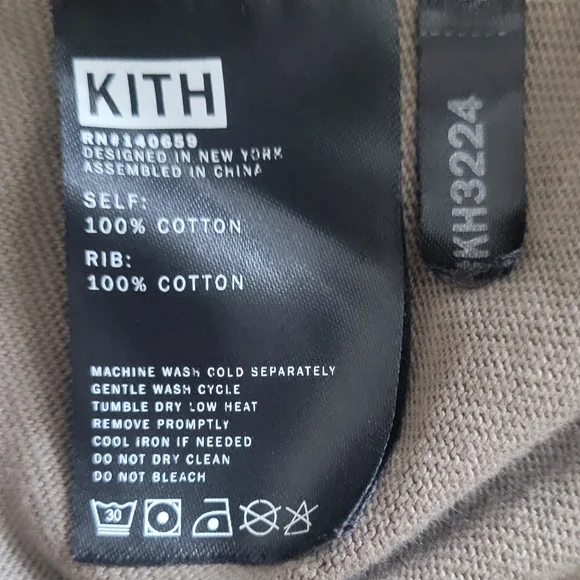 KITH
RN#140659
DESIGNED IN NEW YORK
ASSEMBLED IN CHINA
SELF:
100% COTTON
RIB:
100% COTTON
MACHINE WASH COLD SEPARATELY
GENTLE WASH CYCLE
TUMBLE DRY LOW HEAT
REMOVE PROMPTLY
COOL IRON IF NEEDED
DO NOT DRY CLEAN
DO NOT BLEACH
30
KH3224